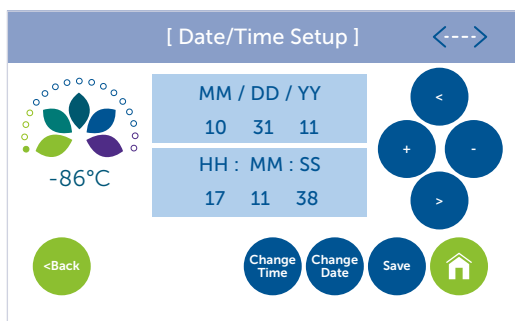 [ Date/Time Setup ]
<---->
MM / DD / YY
10 31 11
HH : MM : SS
17 11 38
-86°C
<
+
-
>
<Back
Change
Time
Change
Date
Save